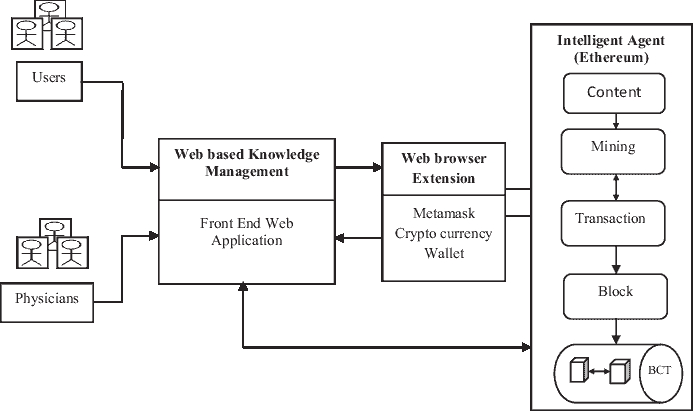 Users
Physicians
Web based Knowledge
Management
Front End Web
Application
Web browser
Extension
Metamask
Crypto currency
Wallet
Intelligent Agent
(Ethereum)
Content
Mining
Transaction
Block
BCT